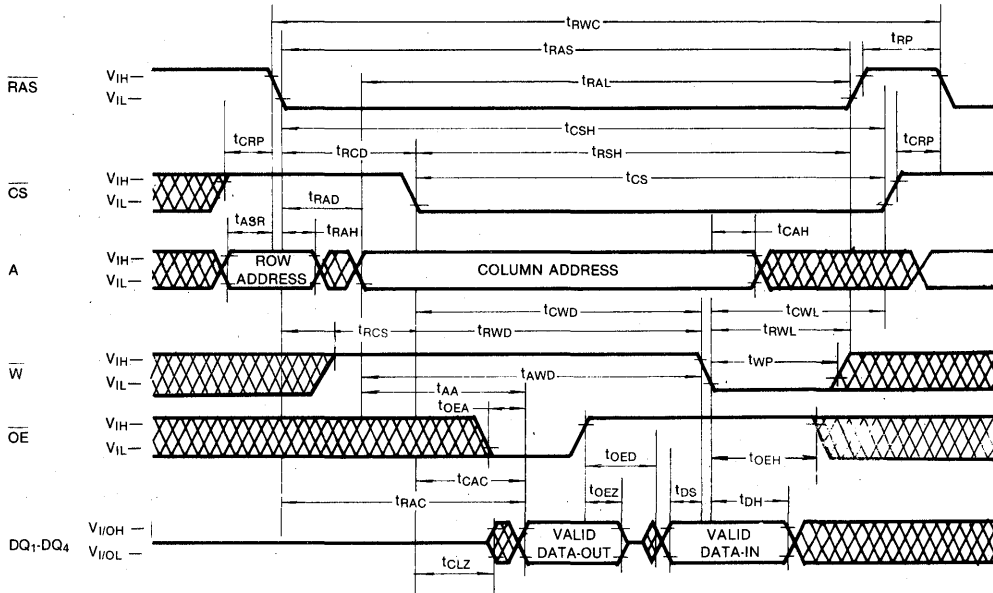 tRWC
tRAS
tRP
RAS
VIH
VIL
tRAL
tCSH
tCRP
tRCD
tRSH
tCRP
CS
VIH
VIL
tCS
tRAD
tASR
tRAH
tCAH
A
VIH
VIL
ROW ADDRESS
COLUMN ADDRESS
tCWD
tCWL
tRCS
tRWD
tRWL
W
VIH
VIL
tWP
tAWD
tAA
tOEA
OE
VIH
VIL
tOED
tOEH
tCAC
tRAC
tOEZ
tDS
tDH
DQ1-DQ4
VI/OH
VI/OL
VALID DATA-OUT
VALID DATA-IN
tCLZ